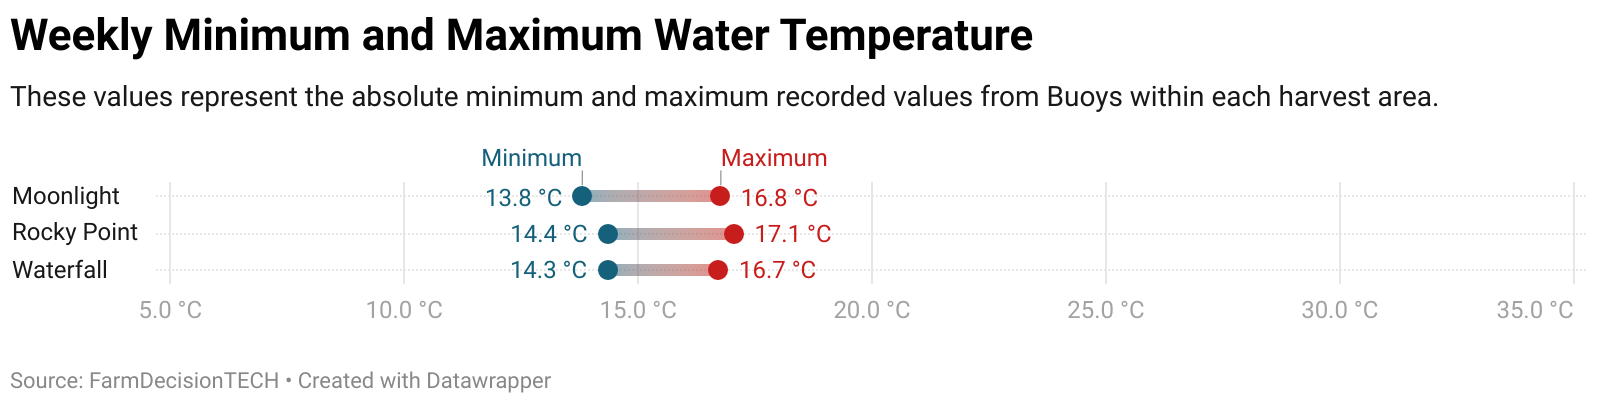 Weekly Minimum and Maximum Water Temperature
These values represent the absolute minimum and maximum recorded values from Buoys within each harvest area.
Minimum Maximum
Moonlight 13.8 °C 16.8 °C
Rocky Point 14.4 °C 17.1 °C
Waterfall 14.3 °C 16.7 °C
5.0 °C 10.0 °C 15.0 °C 20.0 °C 25.0 °C 30.0 °C 35.0 °C
Source: FarmDecisionTECH • Created with Datawrapper